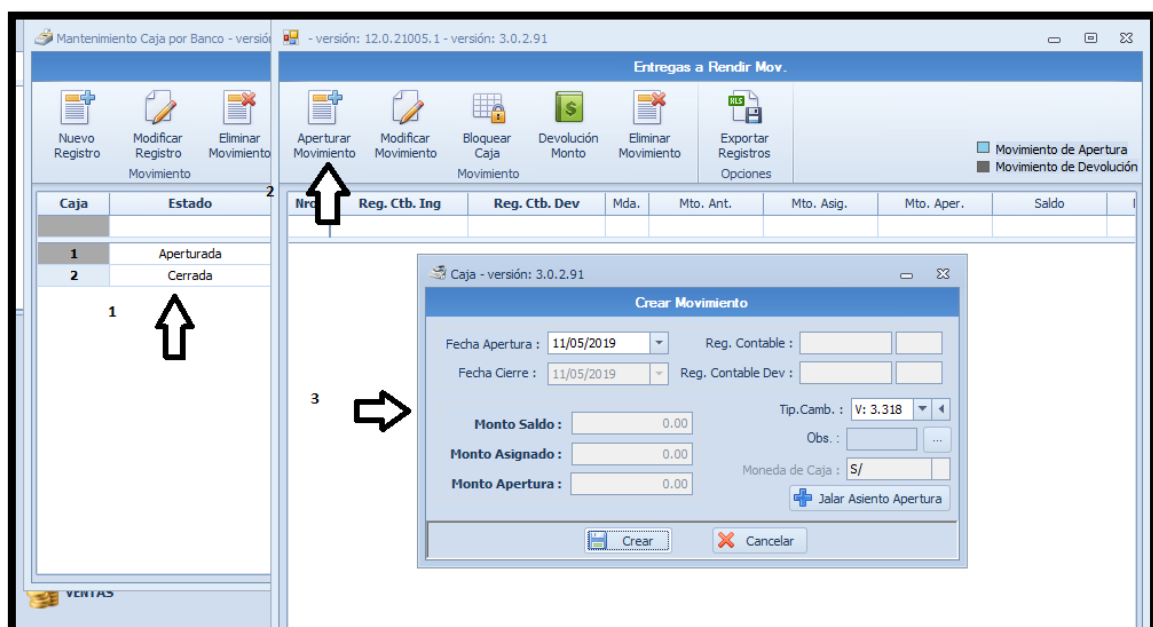 Mantenimiento Caja por Banco - versión
Nuevo Registro
Modificar Registro
Eliminar Movimiento
Movimiento
Caja Estado
1 Aperturada
2 Cerrada
1
VENTAS
2
- versión: 12.0.21005.1 - versión: 3.0.2.91
Entregas a Rendir Mov.
Aperturar Movimiento
Modificar Movimiento
Bloquear Caja
Devolución Monto
Eliminar Movimiento
Movimiento
XLS
Exportar Registros
Opciones
Movimiento de Apertura
Movimiento de Devolución
Nro Reg. Ctb. Ing Reg. Ctb. Dev Mda. Mto. Ant. Mto. Asig. Mto. Aper. Saldo
3
Caja - versión: 3.0.2.91
Crear Movimiento
Fecha Apertura : 11/05/2019 Reg. Contable :
Fecha Cierre : 11/05/2019 Reg. Contable Dev :
Tip.Camb. : V: 3.318
Monto Saldo : 0.00
Obs. : ...
Monto Asignado : 0.00
Moneda de Caja : S/
Monto Apertura : 0.00
Jalar Asiento Apertura
Crear Cancelar